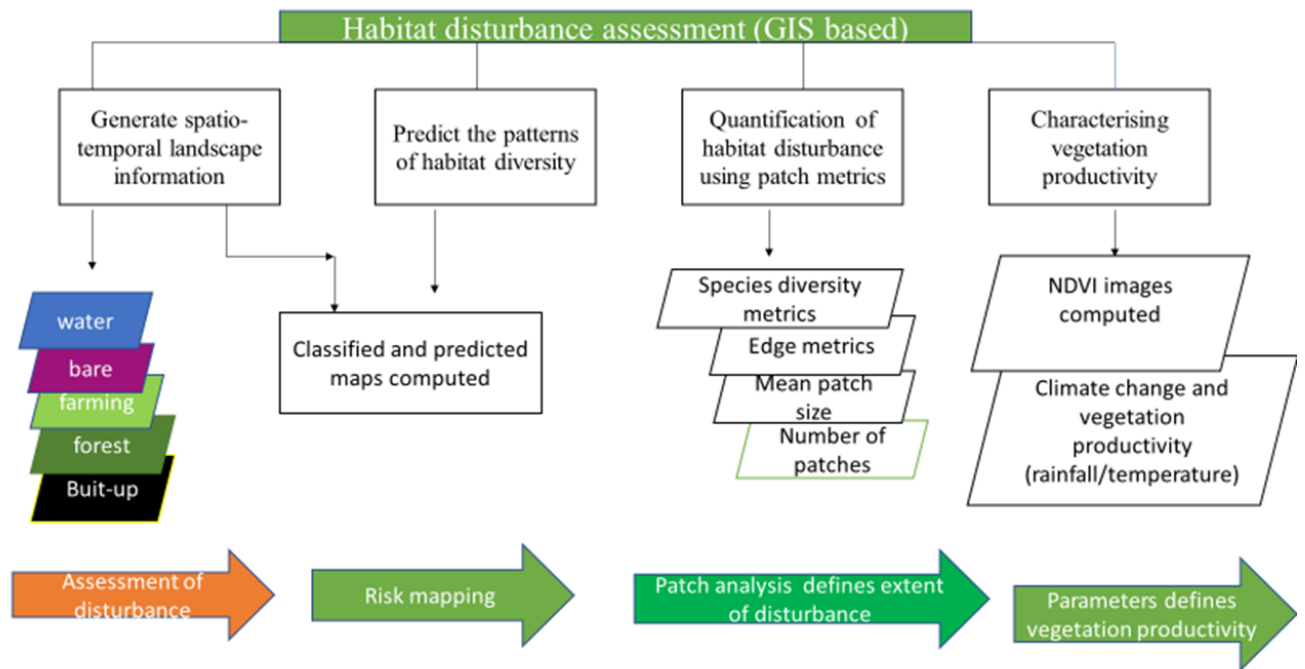 Habitat disturbance assessment (GIS based)
Generate spatio-
temporal landscape
information
Predict the patterns
of habitat diversity
Quantification of
habitat disturbance
using patch metrics
Characterising
vegetation
productivity
water
bare
farming
forest
Buit-up
Classified and predicted
maps computed
Species diversity
metrics
Edge metrics
Mean patch
size
Number of
patches
NDVI images
computed
Climate change and
vegetation
productivity
(rainfall/temperature)
Assessment of
disturbance
Risk mapping
Patch analysis defines extent
of disturbance
Parameters defines
vegetation productivity